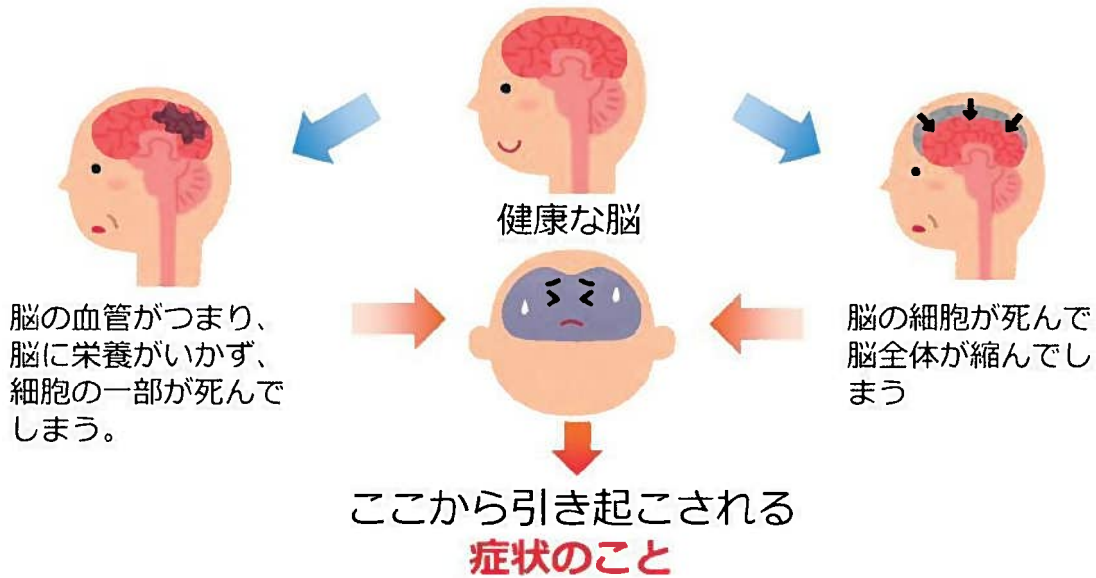 健康な脳
脳の血管がつまり、
脳に栄養がいかず、
細胞の一部が死んで
しまう。
脳の細胞が死んで
脳全体が縮んでし
まう
ここから引き起こされる
症状のこと